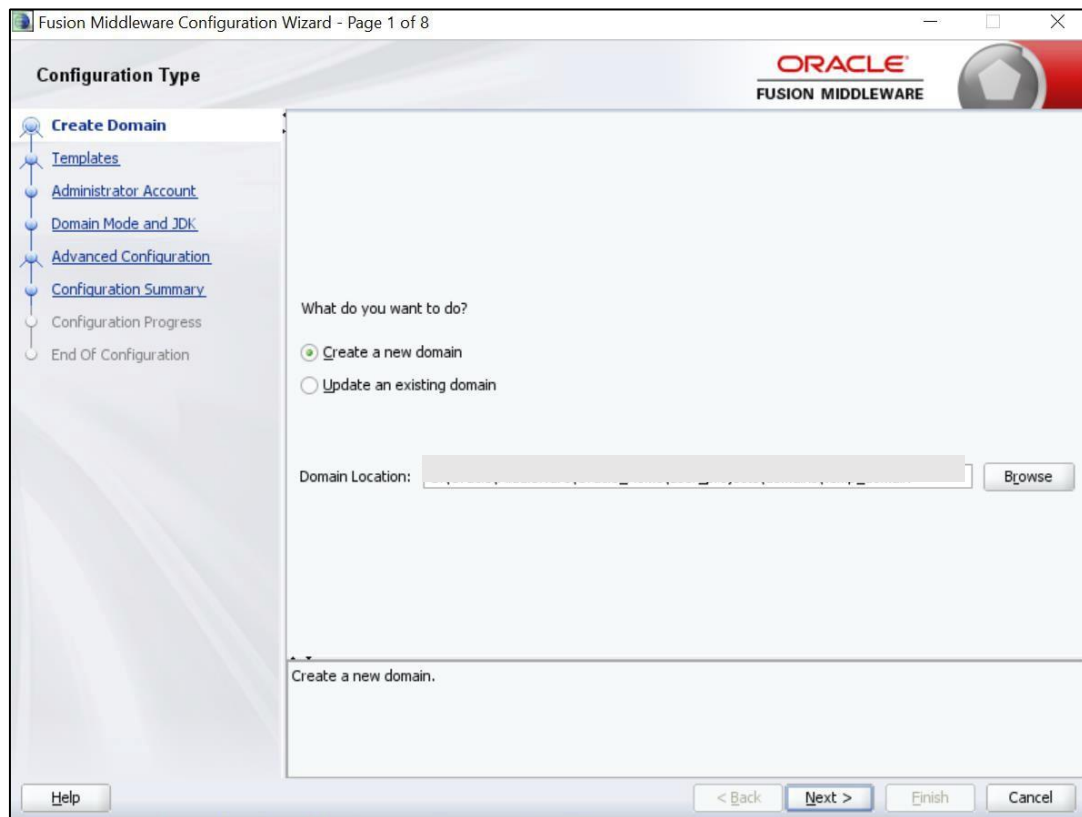 Fusion Middleware Configuration Wizard - Page 1 of 8
Configuration Type
ORACLE
FUSION MIDDLEWARE
Create Domain
Templates
Administrator Account
Domain Mode and JDK
Advanced Configuration
Configuration Summary
Configuration Progress
End Of Configuration
What do you want to do?
Create a new domain
Update an existing domain
Domain Location:
Browse
Create a new domain.
Help
< Back
Next >
Finish
Cancel